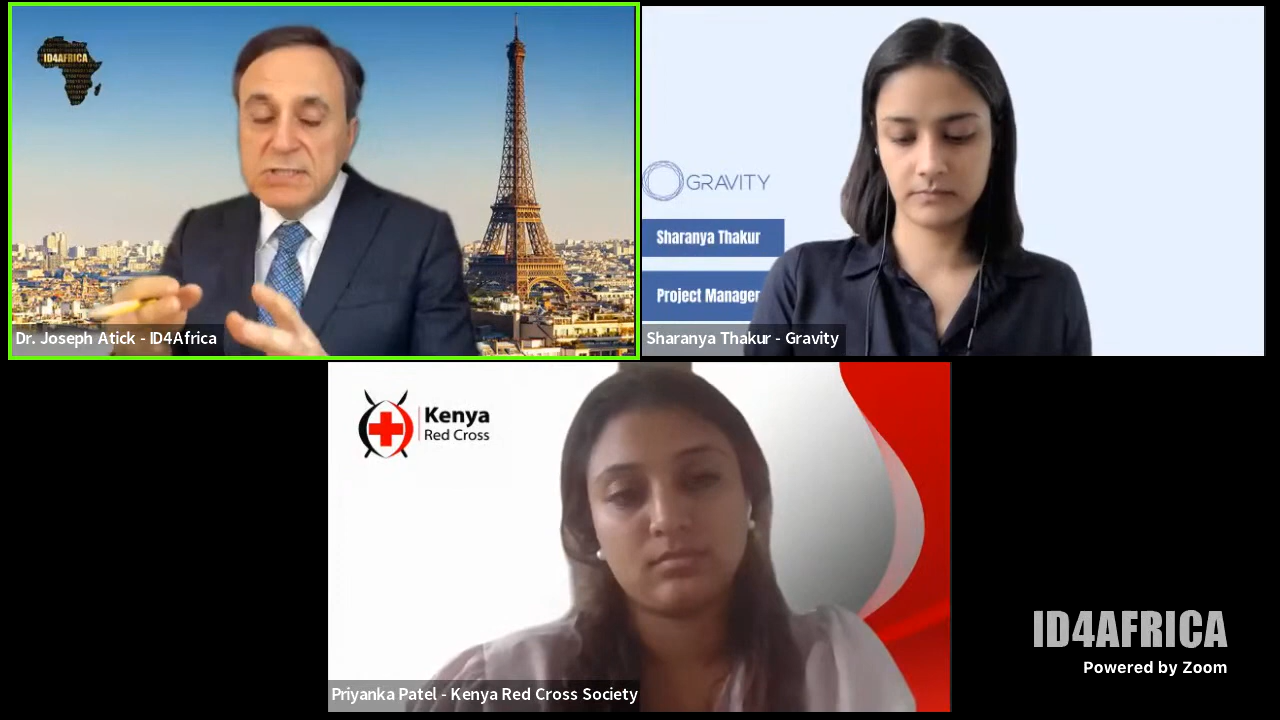 ID4AFRICA
Dr. Joseph Atick - ID4Africa
GRAVITY
Sharanya Thakur
Project Manager
Sharanya Thakur - Gravity
Kenya
Red Cross
Priyanka Patel - Kenya Red Cross Society
ID4AFRICA
Powered by Zoom